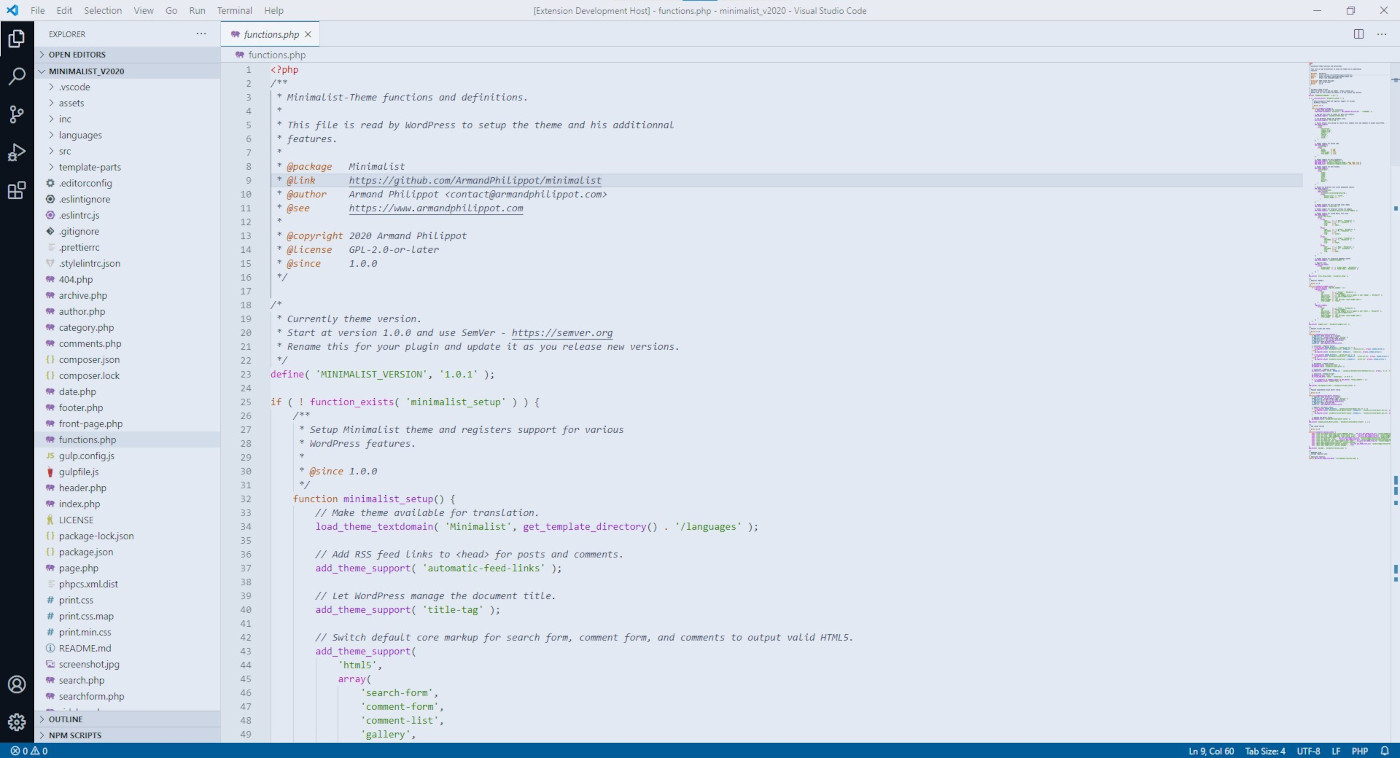 File Edit Selection View Go Run Terminal Help
[Extension Development Host] - functions.php - minimalist_v2020 - Visual Studio Code
EXPLORER
OPEN EDITORS
MINIMALIST_V2020
.vscode
assets
inc
languages
src
template-parts
.editorconfig
.eslintignore
.eslintrc.js
.gitignore
.prettierrc
.stylelintrc.json
404.php
archive.php
author.php
category.php
comments.php
composer.json
composer.lock
date.php
footer.php
front-page.php
functions.php
JS gulp.config.js
gulpfile.js
header.php
index.php
LICENSE
package-lock.json
package.json
page.php
phpcs.xml.dist
# print.css
# print.css.map
# print.min.css
README.md
screenshot.jpg
search.php
searchform.php
OUTLINE
NPM SCRIPTS
functions.php
functions.php
1 <?php
2 /**
3 * Minimalist-Theme functions and definitions.
4 *
5 * This file is read by WordPress to setup the theme and his additionnal
6 * features.
7 *
8 * @package Minimalist
9 * @link https://github.com/ArmandPhilippot/minimalist
10 * @author Armand Philippot <contact@armandphilippot.com>
11 * @see https://www.armandphilippot.com
12 *
13 * @copyright 2020 Armand Philippot
14 * @license GPL-2.0-or-later
15 * @since 1.0.0
16 */
17
18 /*
19 * Currently theme version.
20 * Start at version 1.0.0 and use SemVer - https://semver.org
21 * Rename this for your plugin and update it as you release new versions.
22 */
23 define( 'MINIMALIST_VERSION', '1.0.1' );
24
25 if ( ! function_exists( 'minimalist_setup' ) ) {
26 /**
27 * Setup Minimalist theme and registers support for various
28 * WordPress features.
29 *
30 * @since 1.0.0
31 */
32 function minimalist_setup() {
33 // Make theme available for translation.
34 load_theme_textdomain( 'Minimalist', get_template_directory() . '/languages' );
35
36 // Add RSS feed links to <head> for posts and comments.
37 add_theme_support( 'automatic-feed-links' );
38
39 // Let WordPress manage the document title.
40 add_theme_support( 'title-tag' );
41
42 // Switch default core markup for search form, comment form, and comments to output valid HTML5.
43 add_theme_support(
44 'html5',
45 array(
46 'search-form',
47 'comment-form',
48 'comment-list',
49 'gallery',
0 0
Ln 9, Col 60 Tab Size: 4 UTF-8 LF PHP